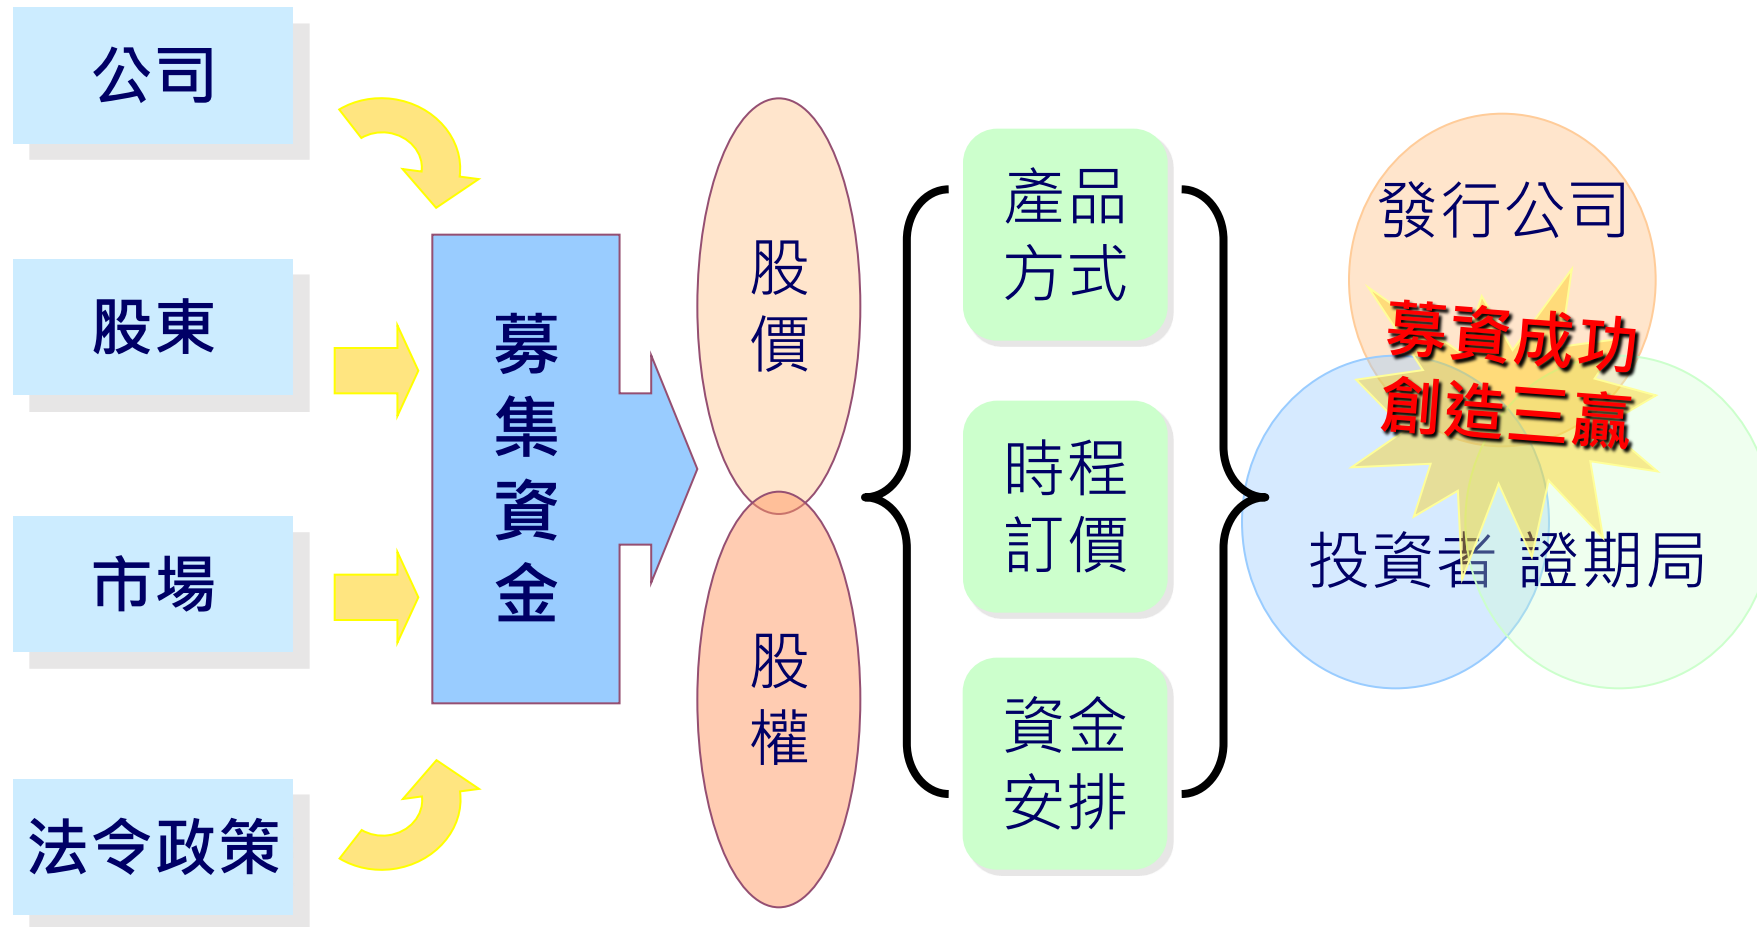 公司
股東
市場
法令政策
募
集
資
金
股
價
股
權
產品
方式
時程
訂價
資金
安排
發行公司
募資成功
創造三贏
投資者
證期局